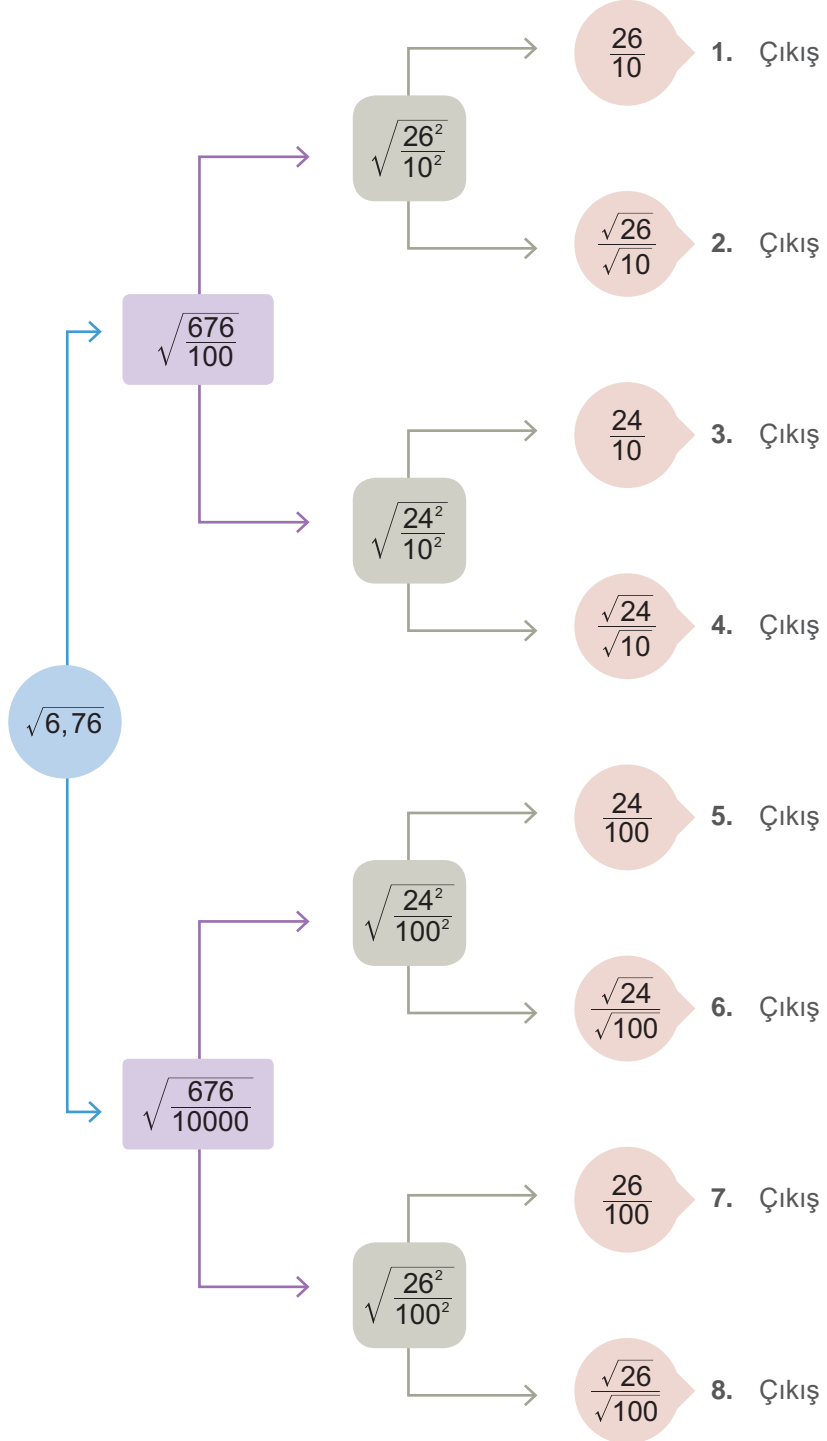 26/10 1. Çıkış
√(26²/10²)
√26/√10 2. Çıkış
√(676/100)
24/10 3. Çıkış
√(24²/10²)
√24/√10 4. Çıkış
√6,76
24/100 5. Çıkış
√(24²/100²)
√24/√100 6. Çıkış
√(676/10000)
26/100 7. Çıkış
√(26²/100²)
√26/√100 8. Çıkış